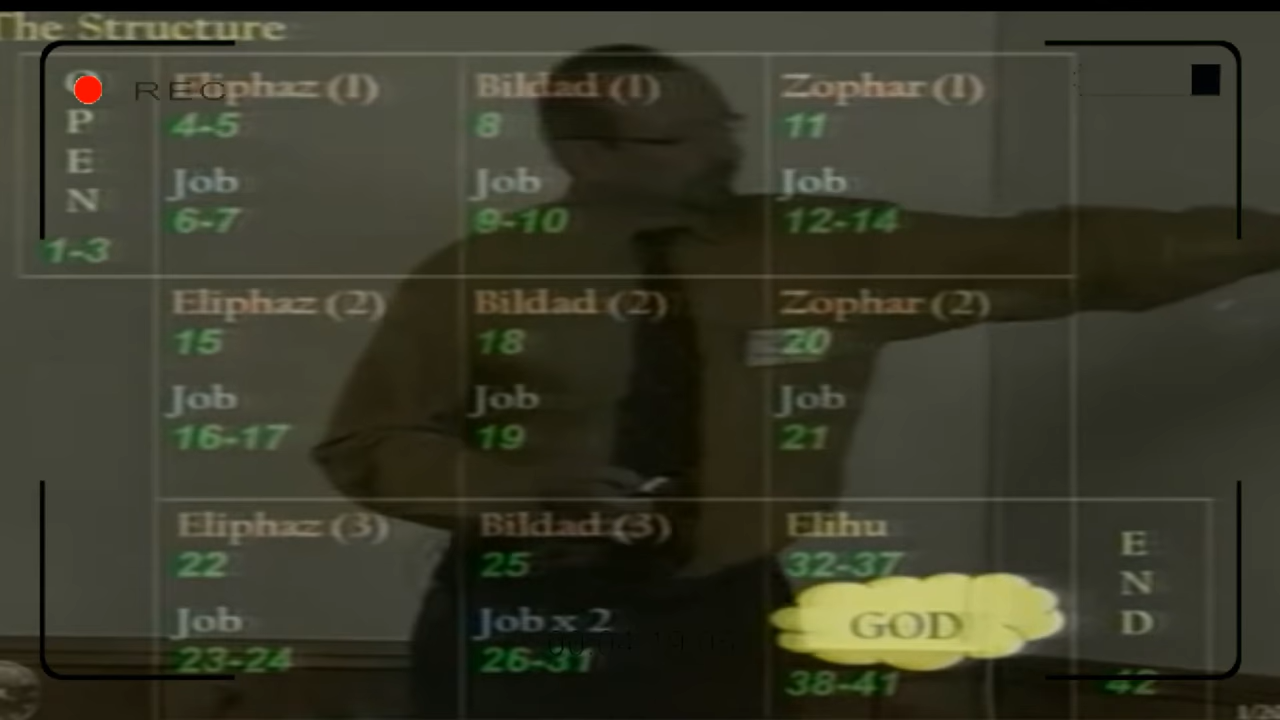 The Structure
REC
O
P
E
N
1-3
Eliphaz (1)
4-5
Job
6-7
Bildad (1)
8
Job
9-10
Zophar (1)
11
Job
12-14
Eliphaz (2)
15
Job
16-17
Bildad (2)
18
Job
19
Zophar (2)
20
Job
21
Eliphaz (3)
22
Job
23-24
Bildad (3)
25
Job x 2
26-31
Elihu
32-37
GOD
38-41
E
N
D
42